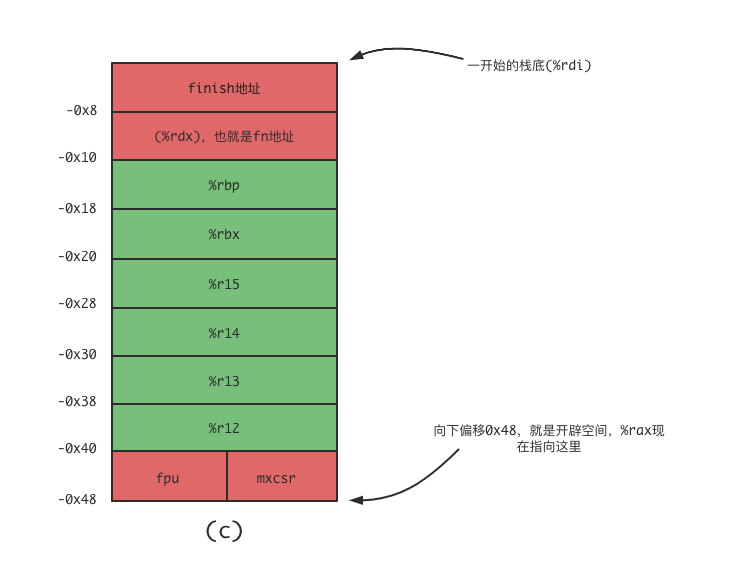 一开始的栈底(%rdi)
finish地址
-0x8
(%rdx)，也就是fn地址
-0x10
%rbp
-0x18
%rbx
-0x20
%r15
-0x28
%r14
-0x30
%r13
-0x38
%r12
-0x40
向下偏移0x48，就是开辟空间，%rax现
在指向这里
fpu
mxcsr
-0x48
(c)